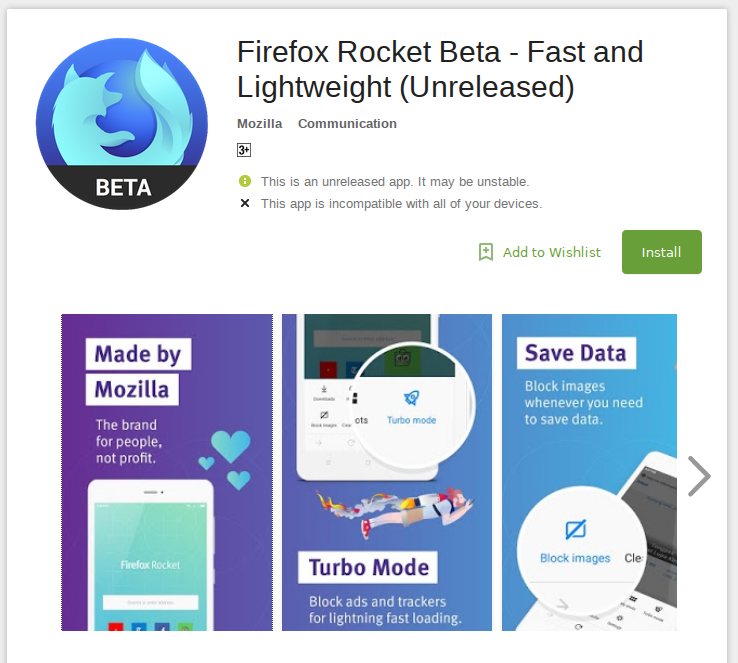 Firefox Rocket Beta - Fast and
Lightweight (Unreleased)
Mozilla Communication
3+
This is an unreleased app. It may be unstable.
This app is incompatible with all of your devices.
BETA
Add to Wishlist
Install
Made by
Mozilla
The brand
for people,
not profit.
Firefox Rocket
Search or enter address
Downloads
Block images
ots
Turbo mode
Turbo Mode
Block ads and trackers
for lightning fast loading.
Save Data
Block images
whenever you need
to save data.
Block images
Cle
Settings